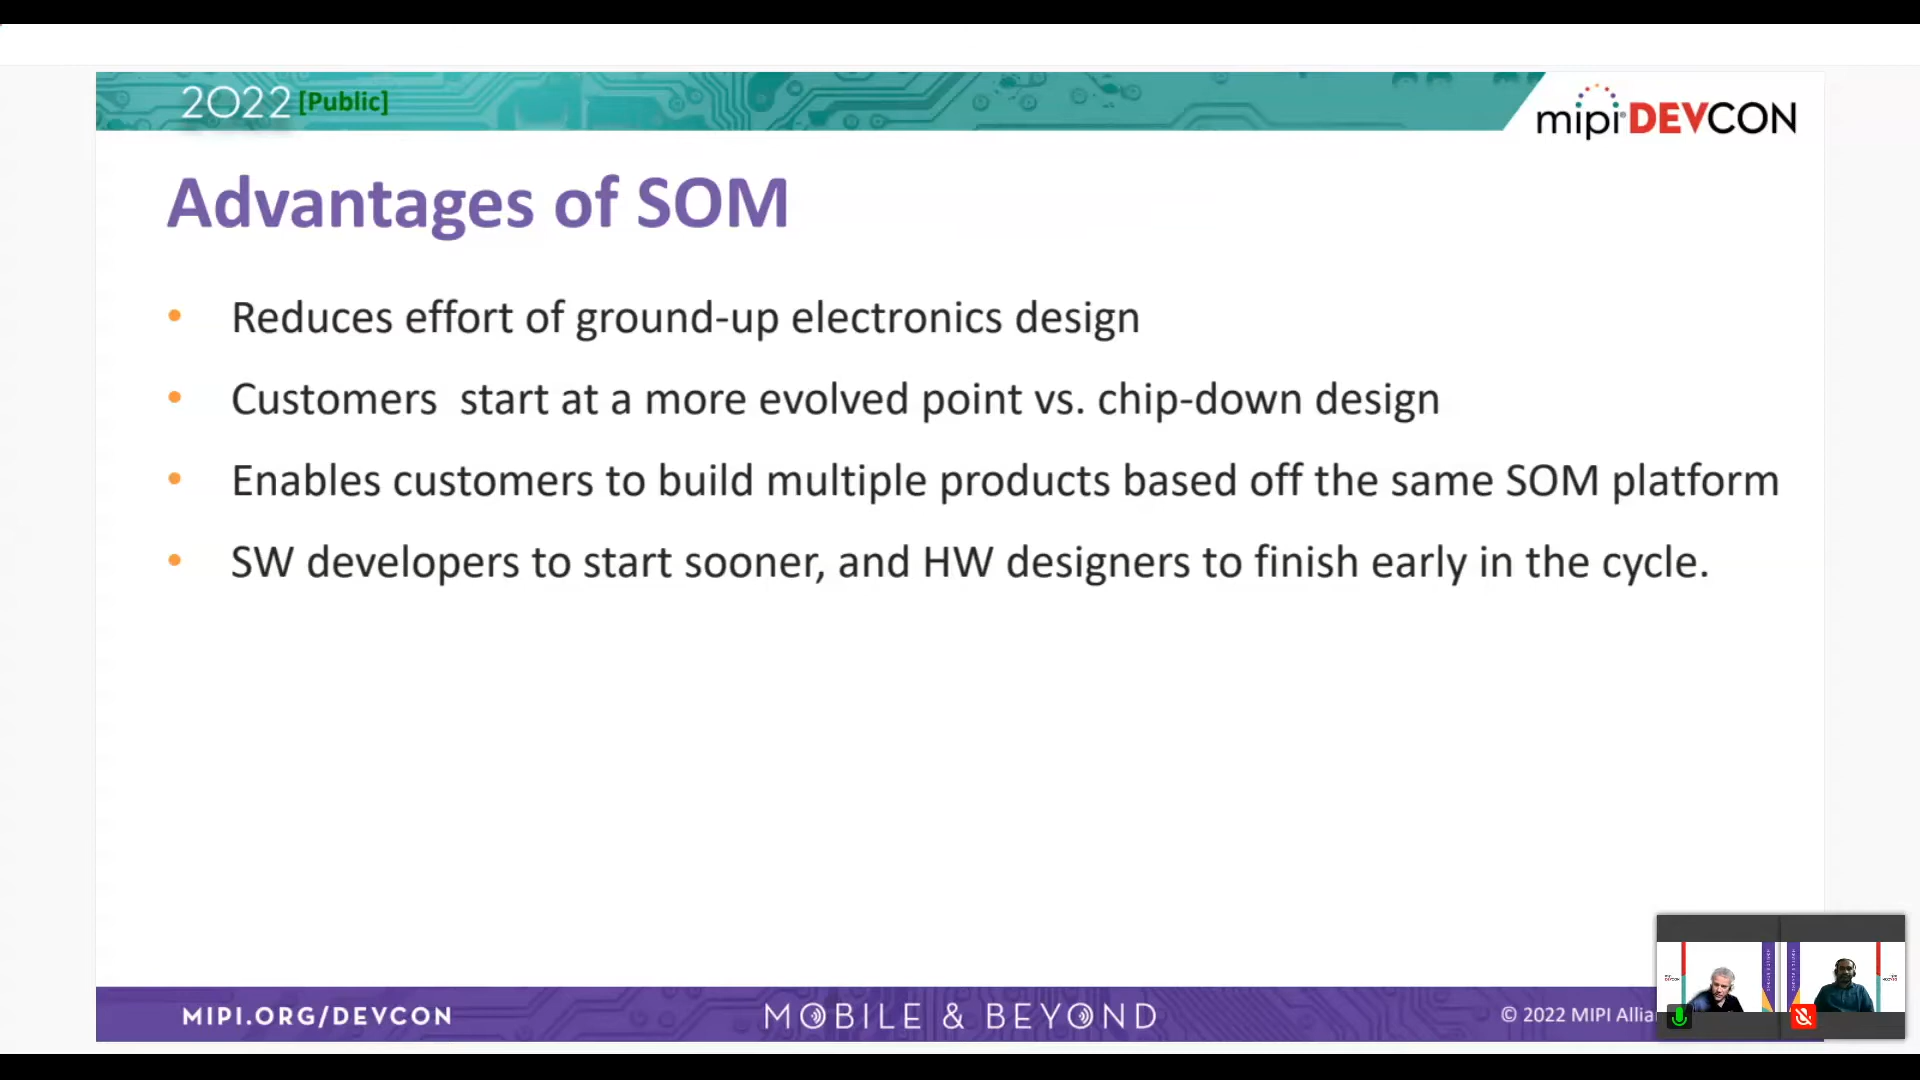 2022 [Public]
mipi DEVCON
Advantages of SOM
• Reduces effort of ground-up electronics design
• Customers  start at a more evolved point vs. chip-down design
• Enables customers to build multiple products based off the same SOM platform
• SW developers to start sooner, and HW designers to finish early in the cycle.
MIPI.ORG/DEVCON
MOBILE & BEYOND
© 2022 MIPI